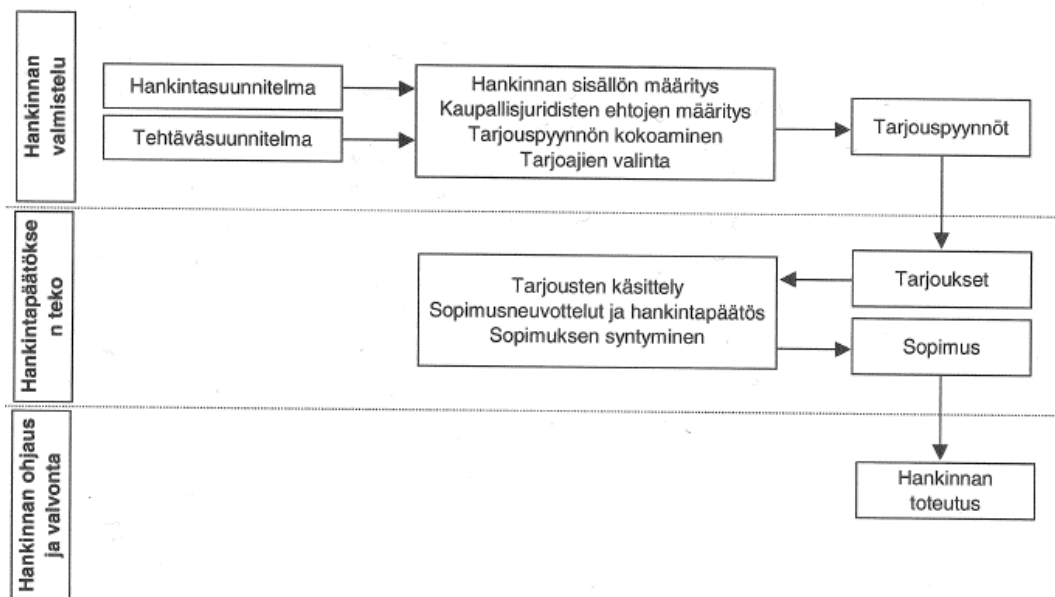 Hankinnan
valmistelu
Hankintasuunnitelma
Tehtäväsuunnitelma
Hankinnan sisällön määritys
Kaupallisjuridisten ehtojen määritys
Tarjouspyynnön kokoaminen
Tarjoajien valinta
Tarjouspyynnöt
Hankintapäätökse
n teko
Tarjousten käsittely
Sopimusneuvottelut ja hankintapäätös
Sopimuksen syntyminen
Tarjoukset
Sopimus
Hankinnan ohjaus
ja valvonta
Hankinnan
toteutus